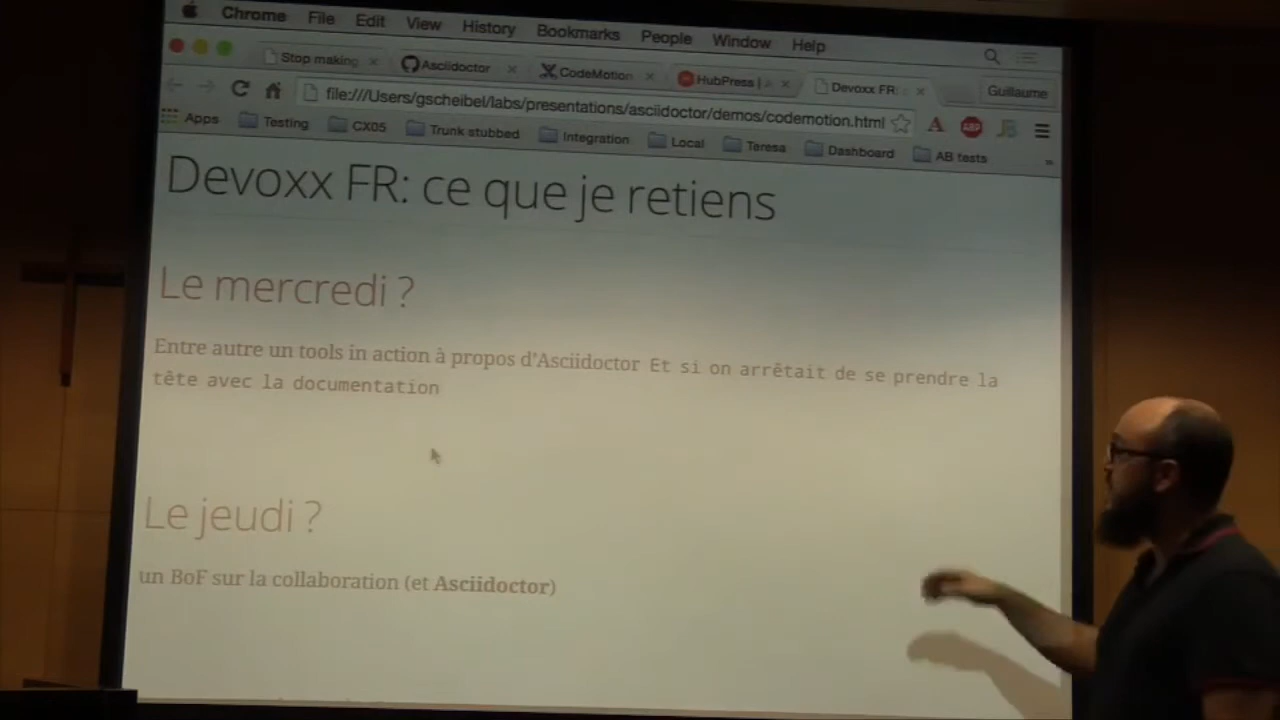 Chrome File Edit View History Bookmarks People Window Help
Stop making Asciidoctor CodeMotion HubPress | Devoxx FR: Guillaume
file:///Users/gscheibel/labs/presentations/asciidoctor/demos/codemotion.html
Apps Testing CX05 Trunk stubbed Integration Local Teresa Dashboard AB tests »
Devoxx FR: ce que je retiens
Le mercredi ?
Entre autre un tools in action à propos d'Asciidoctor Et si on arrêtait de se prendre la
tête avec la documentation
Le jeudi ?
un BoF sur la collaboration (et Asciidoctor)